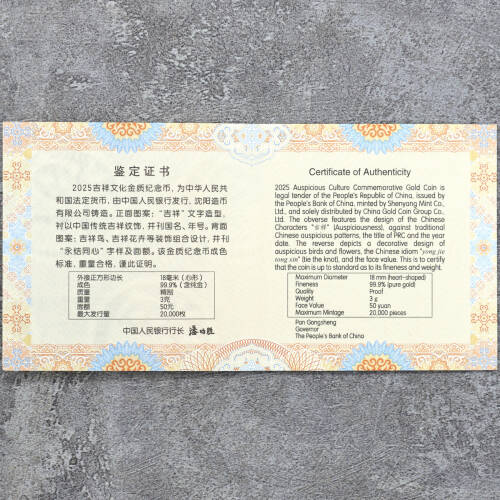 鉴定证书
2025吉祥文化金质纪念币，为中华人民共
和国法定货币，由中国人民银行发行，沈阳造币
有限公司铸造。正面图案：“吉祥”文字造型，
衬以中国传统吉祥纹饰，并刊国名、年号。背面
图案：吉祥鸟、吉祥花卉等装饰组合设计，并刊
“永结同心”字样及面额。该金质纪念币成色
标准，重量合格，谨此证明。
外接正方形边长 18毫米（心形）
成色 99.9%（含纯金）
质量 精制
重量 3克
面额 50元
最大发行量 20,000枚
中国人民银行行长
Certificate of Authenticity
2025 Auspicious Culture Commemorative Gold Coin is
legal tender of the People's Republic of China, issued by
the People's Bank of China, minted by Shenyang Mint Co.,
Ltd., and solely distributed by China Gold Coin Group Co.,
Ltd. The obverse features the design of the Chinese
Characters “吉祥” (Auspiciousness), against traditional
Chinese auspicious patterns, the title of PRC and the year
date. The reverse depicts a decorative design of
auspicious birds and flowers, the Chinese idiom "yong jie
tong xin" (tie the knot), and the face value. This is to certify
that the coin is up to standard as to its fineness and weight.
Maximum Diameter 18 mm (heart-shaped)
Fineness 99.9% (pure gold)
Quality Proof
Weight 3 g
Face Value 50 yuan
Maximum Mintage 20,000 pieces
Pan Gongsheng
Governor
The People's Bank of China